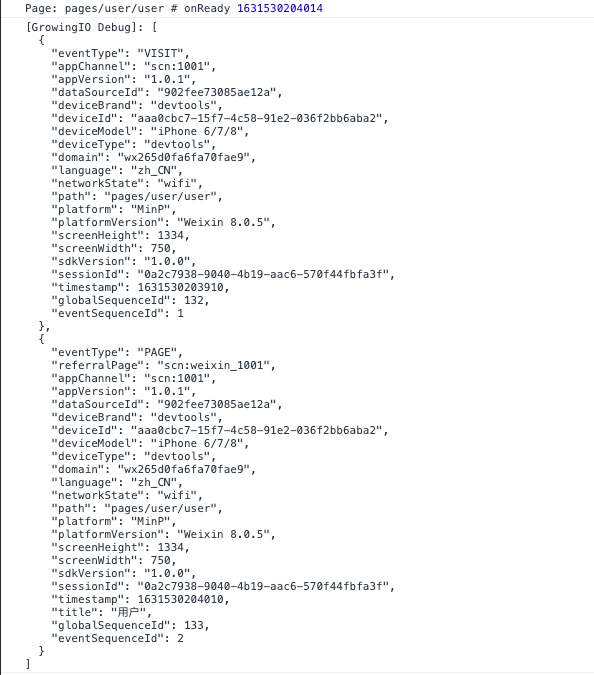 Page: pages/user/user # onReady 1631530204014
[GrowingIO Debug]: [
  {
    "eventType": "VISIT",
    "appChannel": "scn:1001",
    "appVersion": "1.0.1",
    "dataSourceId": "902fee73085ae12a",
    "deviceBrand": "devtools",
    "deviceId": "aaa0cbc7-15f7-4c58-91e2-036f2bb6aba2",
    "deviceModel": "iPhone 6/7/8",
    "deviceType": "devtools",
    "domain": "wx265d0fa6fa70fae9",
    "language": "zh_CN",
    "networkState": "wifi",
    "path": "pages/user/user",
    "platform": "MinP",
    "platformVersion": "Weixin 8.0.5",
    "screenHeight": 1334,
    "screenWidth": 750,
    "sdkVersion": "1.0.0",
    "sessionId": "0a2c7938-9040-4b19-aac6-570f44fbfa3f",
    "timestamp": 1631530203910,
    "globalSequenceId": 132,
    "eventSequenceId": 1
  },
  {
    "eventType": "PAGE",
    "referralPage": "scn:weixin_1001",
    "appChannel": "scn:1001",
    "appVersion": "1.0.1",
    "dataSourceId": "902fee73085ae12a",
    "deviceBrand": "devtools",
    "deviceId": "aaa0cbc7-15f7-4c58-91e2-036f2bb6aba2",
    "deviceModel": "iPhone 6/7/8",
    "deviceType": "devtools",
    "domain": "wx265d0fa6fa70fae9",
    "language": "zh_CN",
    "networkState": "wifi",
    "path": "pages/user/user",
    "platform": "MinP",
    "platformVersion": "Weixin 8.0.5",
    "screenHeight": 1334,
    "screenWidth": 750,
    "sdkVersion": "1.0.0",
    "sessionId": "0a2c7938-9040-4b19-aac6-570f44fbfa3f",
    "timestamp": 1631530204010,
    "title": "用户",
    "globalSequenceId": 133,
    "eventSequenceId": 2
  }
]